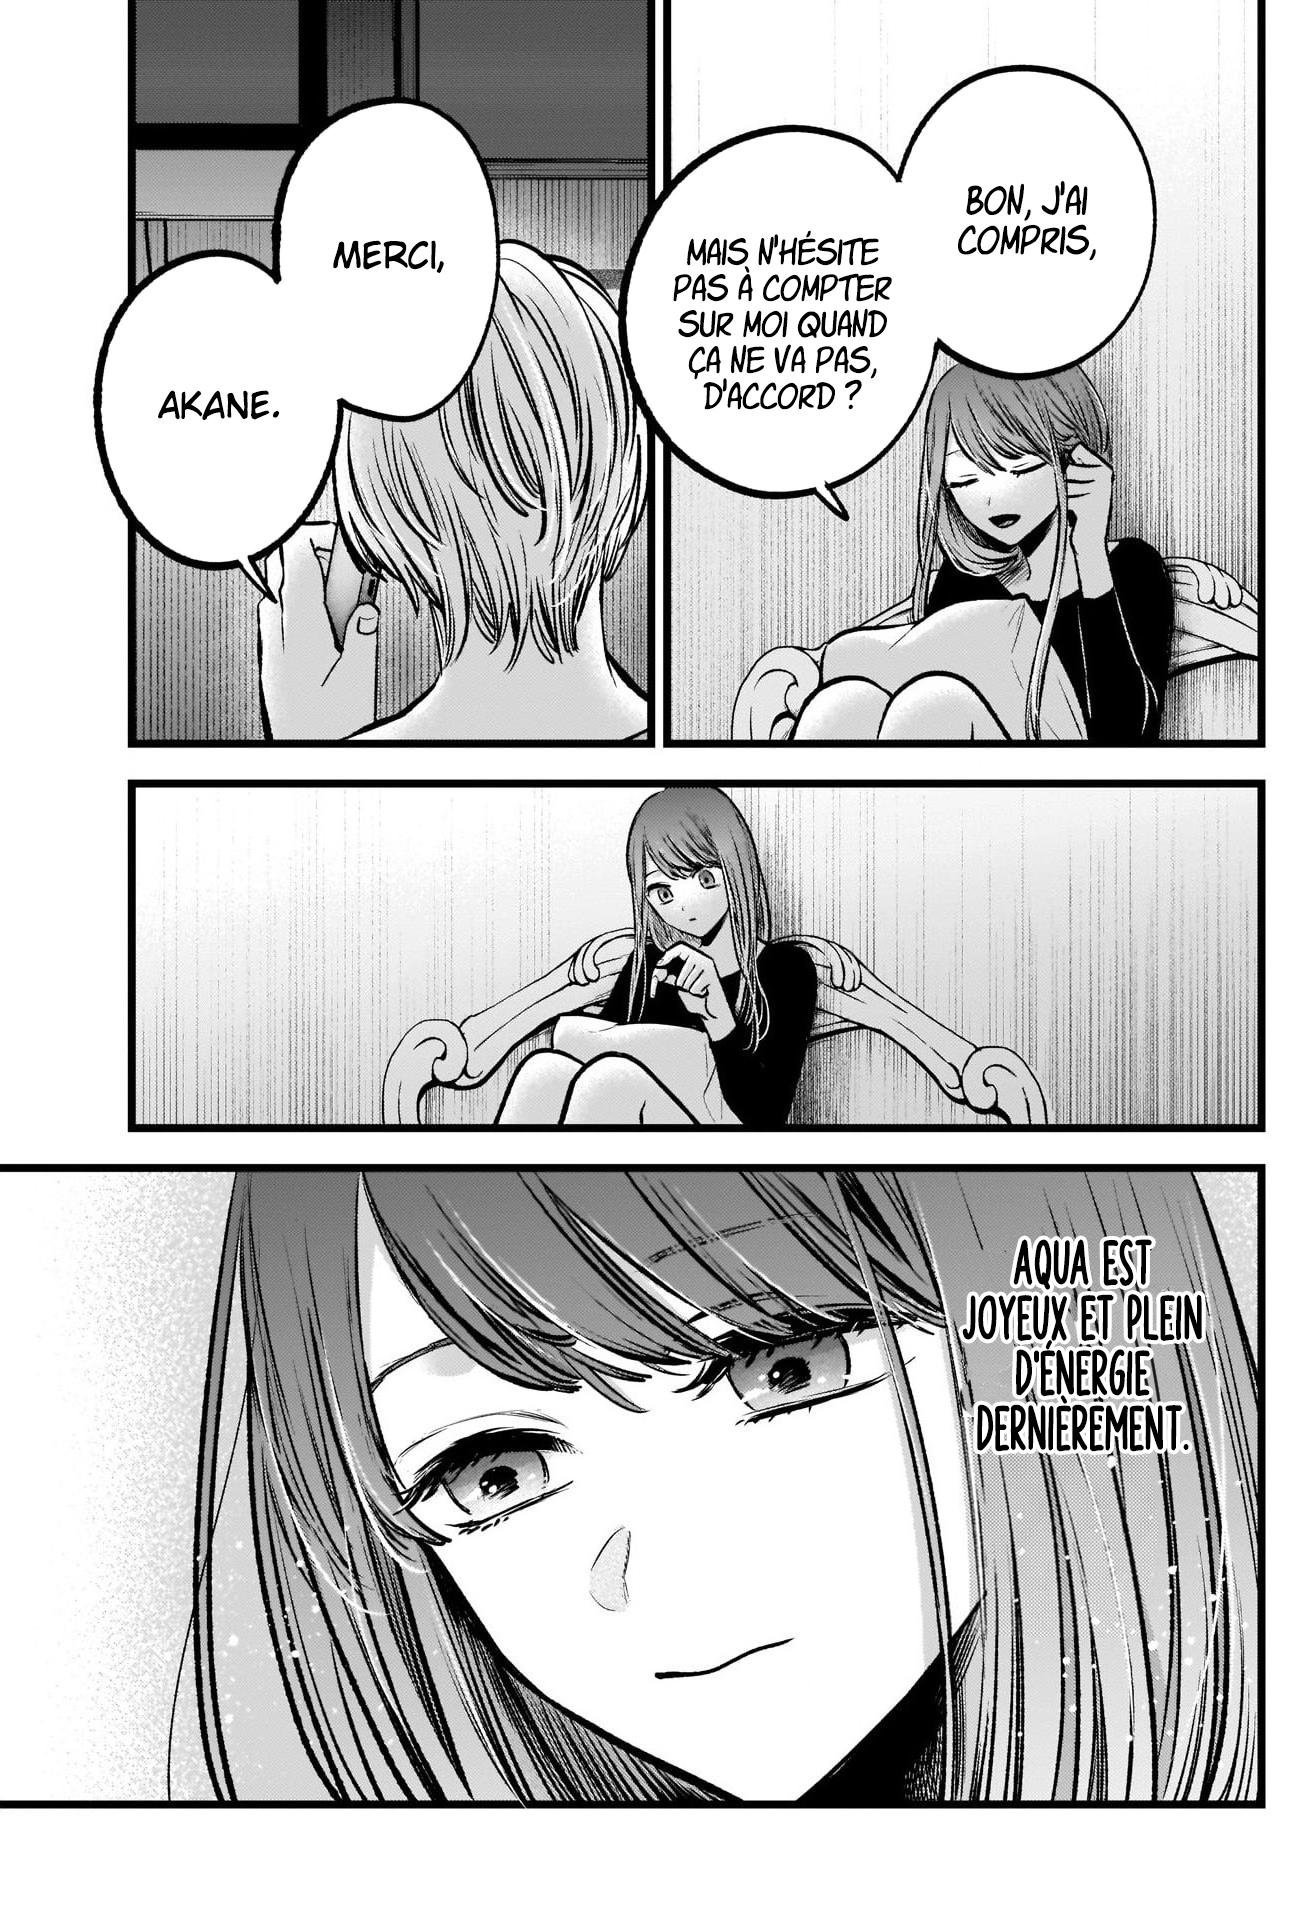 BON, J'AI
COMPRIS,
MAIS N'HÉSITE
PAS À COMPTER
SUR MOI QUAND
ÇA NE VA PAS,
D'ACCORD ?
MERCI,
AKANE.
AQUA EST
JOYEUX ET PLEIN
D'ÉNERGIE
DERNIÈREMENT.